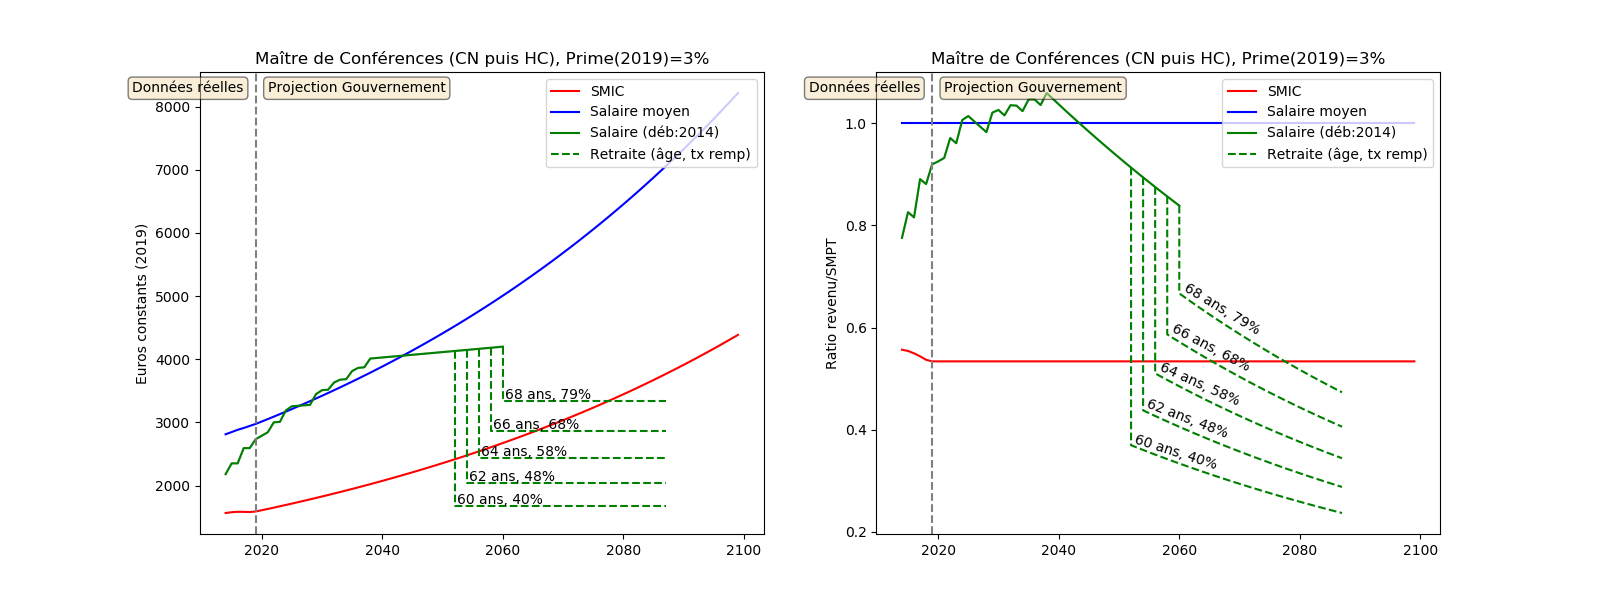 Maître de Conférences (CN puis HC), Prime(2019)=3%
Données réelles
Projection Gouvernement
SMIC
Salaire moyen
Salaire (déb:2014)
Retraite (âge, tx remp)
Euros constants (2019)
8000
7000
6000
5000
4000
3000
2000
68 ans, 79%
66 ans, 68%
64 ans, 58%
62 ans, 48%
60 ans, 40%
2020
2040
2060
2080
2100
Maître de Conférences (CN puis HC), Prime(2019)=3%
Données réelles
Projection Gouvernement
SMIC
Salaire moyen
Salaire (déb:2014)
Retraite (âge, tx remp)
Ratio revenu/SMPT
1.0
0.8
0.6
0.4
0.2
68 ans, 79%
66 ans, 68%
64 ans, 58%
62 ans, 48%
60 ans, 40%
2020
2040
2060
2080
2100